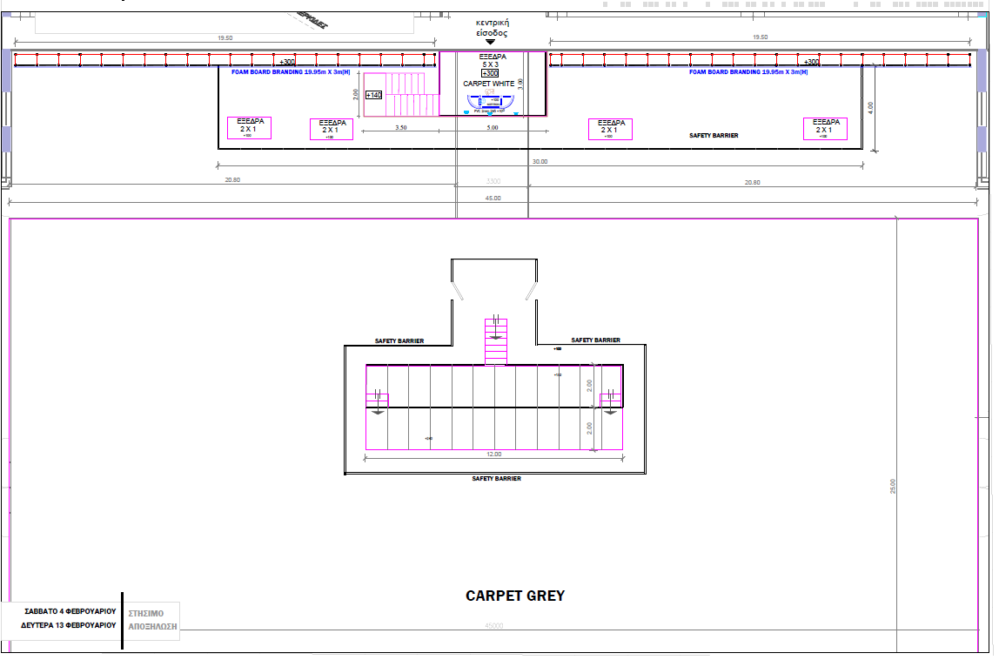 κεντρική
είσοδος
19.50
19.50
+300
ΕΞΕΔΡΑ
5 X 3
+300
CARPET WHITE
+300
FOAM BOARD BRANDING 19.95m X 3m(H)
FOAM BOARD BRANDING 19.95m X 3m(H)
3.00
2.00
+140
4.00
ΕΞΕΔΡΑ
2 X 1
+100
ΕΞΕΔΡΑ
2 X 1
+100
ΕΞΕΔΡΑ
2 X 1
+100
ΕΞΕΔΡΑ
2 X 1
+100
3.50
5.00
SAFETY BARRIER
30.00
20.80
3300
20.80
45.00
SAFETY BARRIER
SAFETY BARRIER
2.00
2.00
12.00
SAFETY BARRIER
25.00
CARPET GREY
ΣΑΒΒΑΤΟ 4 ΦΕΒΡΟΥΑΡΙΟΥ ΣΤΗΣΙΜΟ
ΔΕΥΤΕΡΑ 13 ΦΕΒΡΟΥΑΡΙΟΥ ΑΠΟΞΗΛΩΣΗ
45000